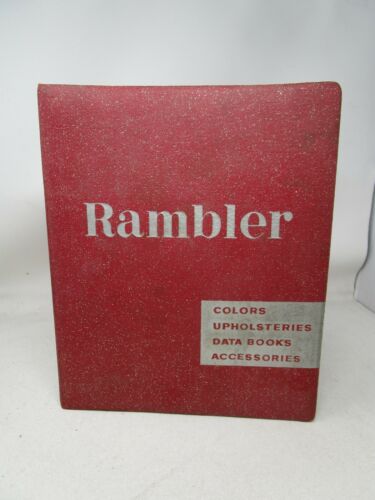 Rambler
COLORS
UPHOLSTERIES
DATA BOOKS
ACCESSORIES